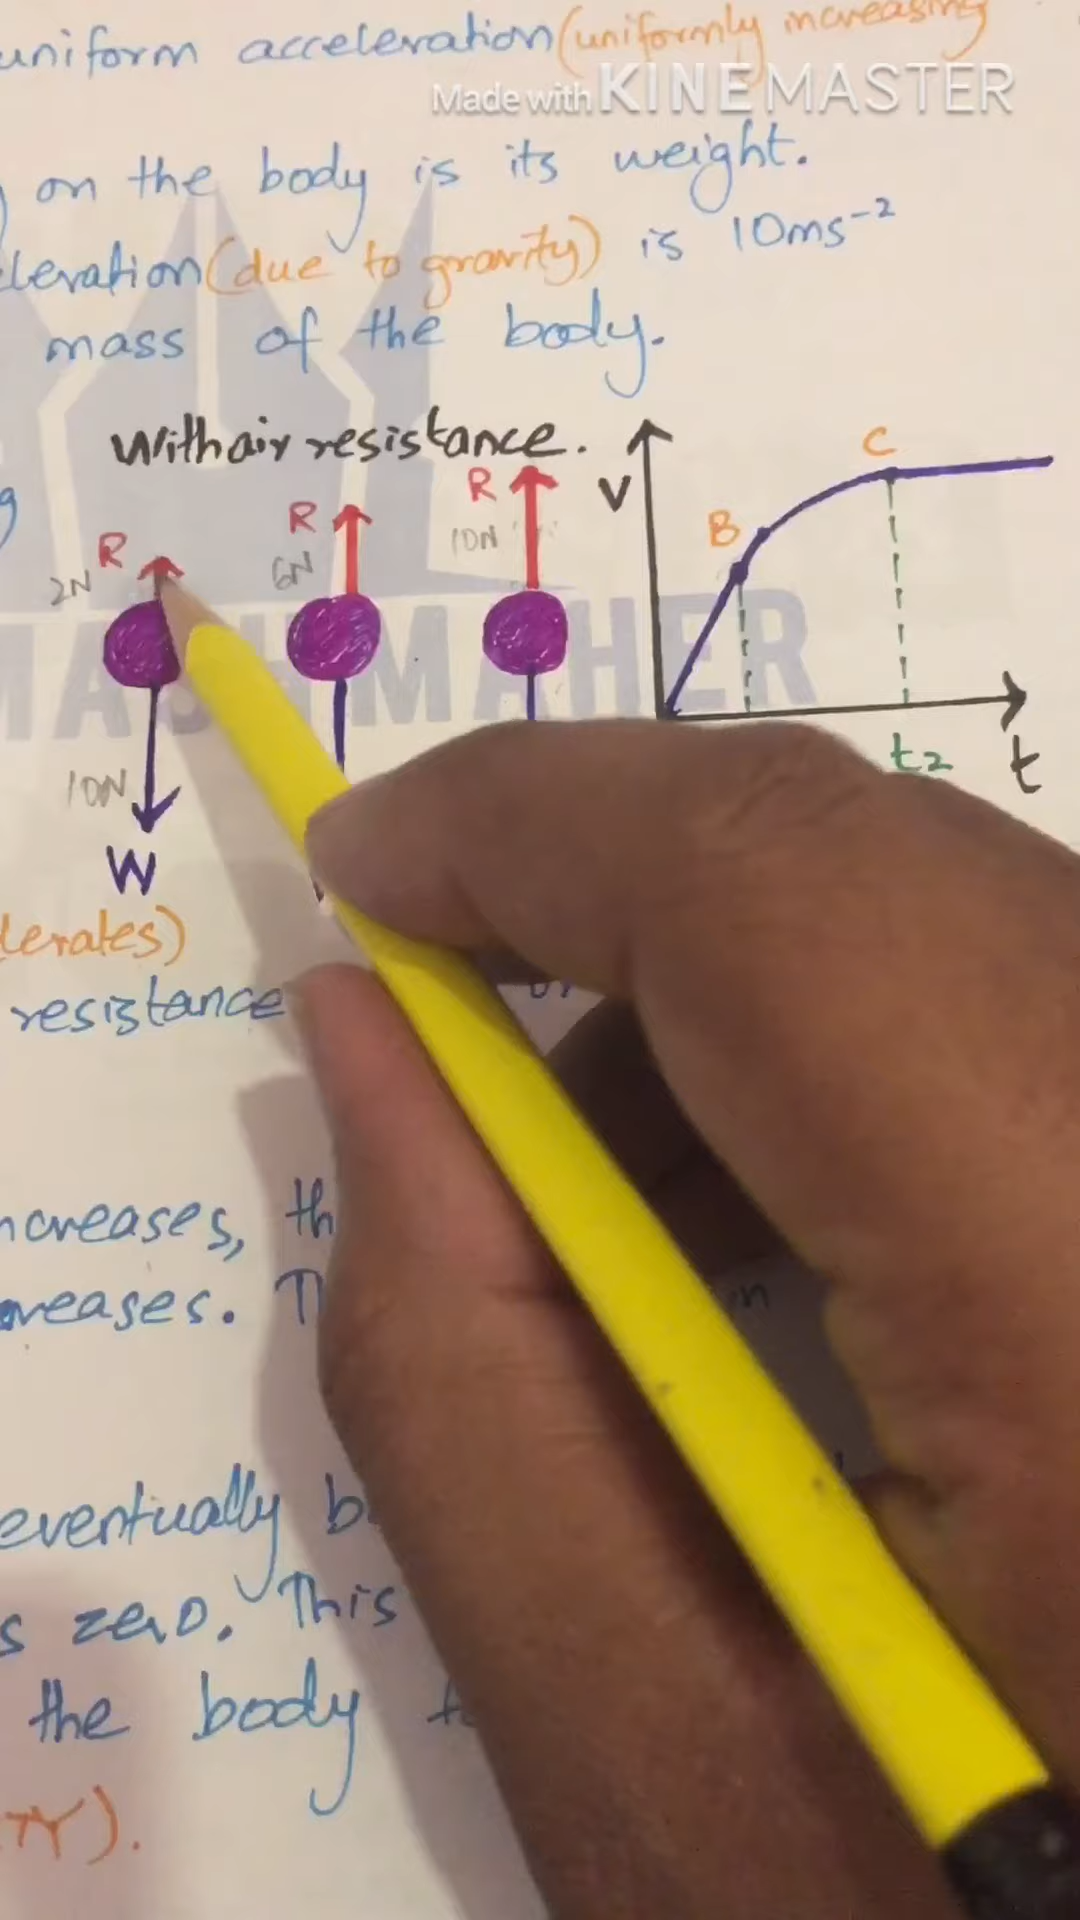 uniform acceleration (uniformly increasing
Made with KINEMASTER
on the body is its weight.
leration (due to gravity) is 10ms⁻²
mass of the body.
With air resistance.
R R R
2N 6N 10N
V
B
C
MASHMAHER
10N
W
t2
t
lerates)
resistance
ncreases, th
reases. T
eventually b
s zero. This
the body
TY).